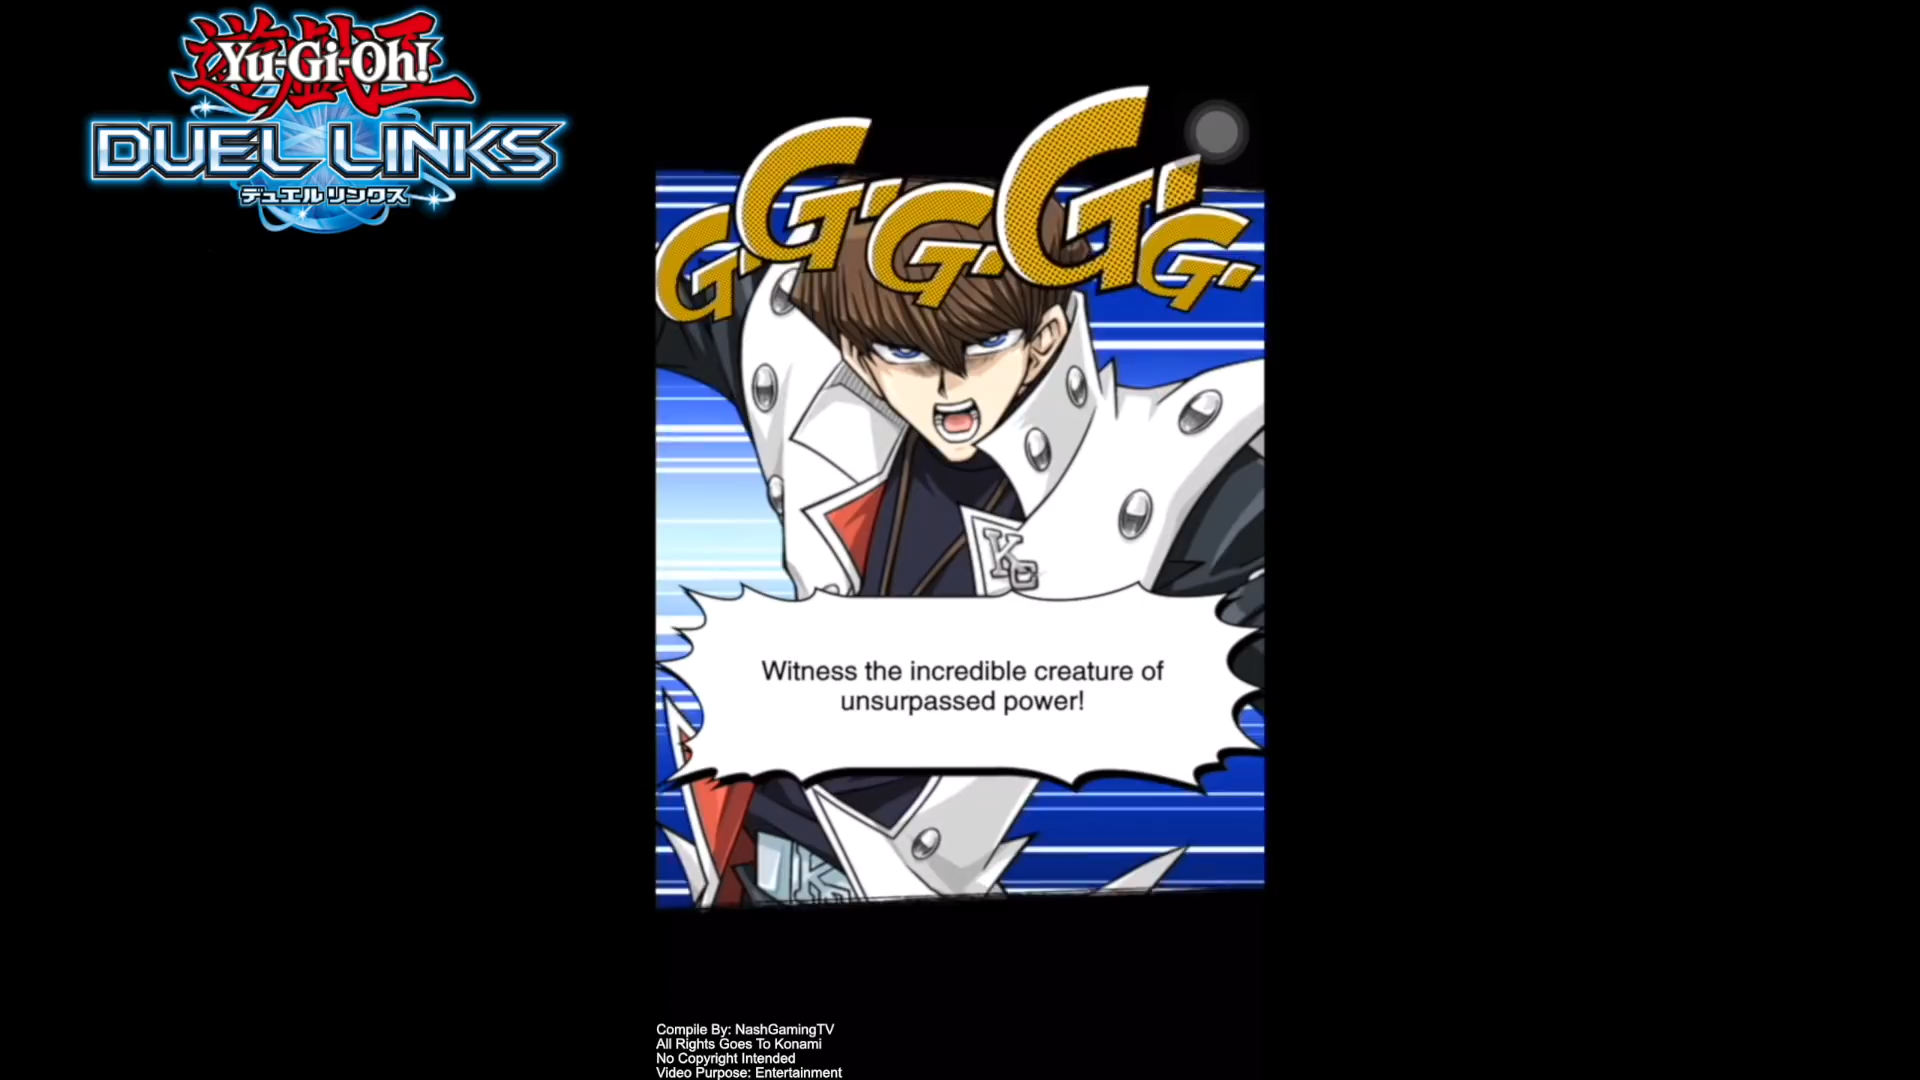 遊戯王
Yu-Gi-Oh!
DUEL LINKS
デュエル リンクス
G G G G G
KC
Witness the incredible creature of
unsurpassed power!
KC
Compile By: NashGamingTV
All Rights Goes To Konami
No Copyright Intended
Video Purpose: Entertainment